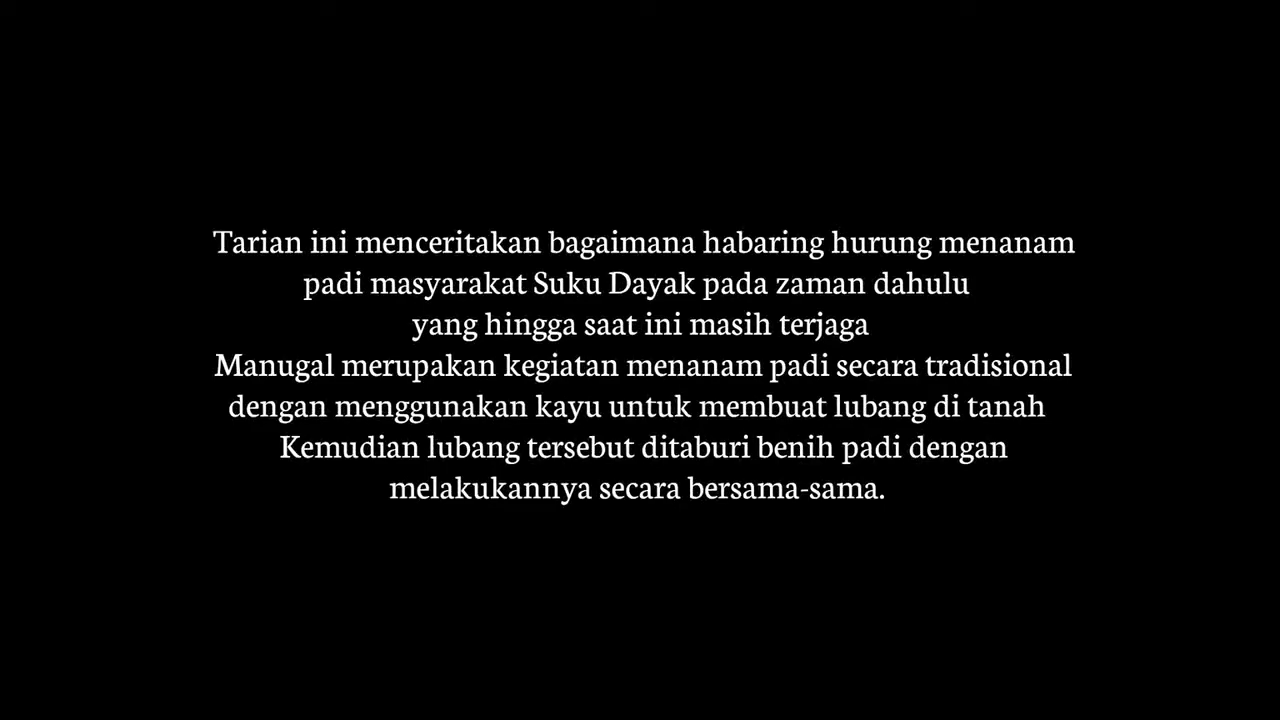 Tarian ini menceritakan bagaimana habaring hurung menanam
padi masyarakat Suku Dayak pada zaman dahulu
yang hingga saat ini masih terjaga
Manugal merupakan kegiatan menanam padi secara tradisional
dengan menggunakan kayu untuk membuat lubang di tanah
Kemudian lubang tersebut ditaburi benih padi dengan
melakukannya secara bersama-sama.